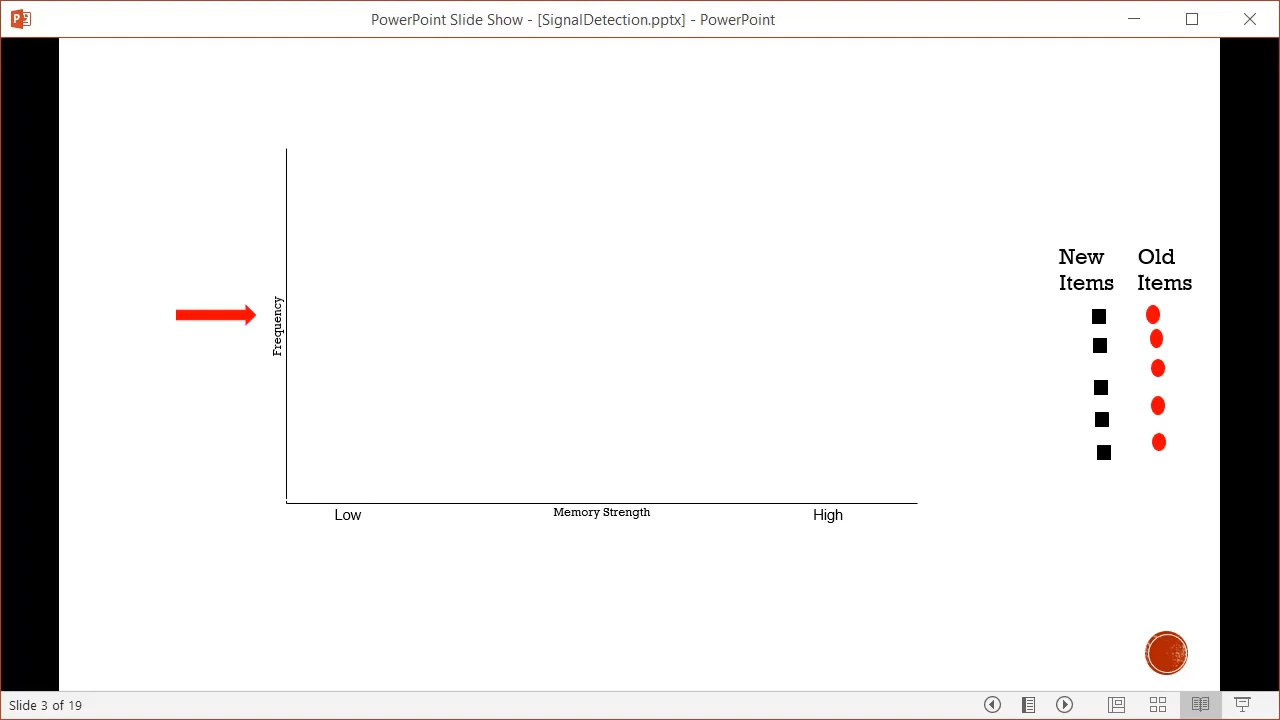 PowerPoint Slide Show - [SignalDetection.pptx] - PowerPoint
New
Items
Old
Items
Frequency
Low
Memory Strength
High
Slide 3 of 19